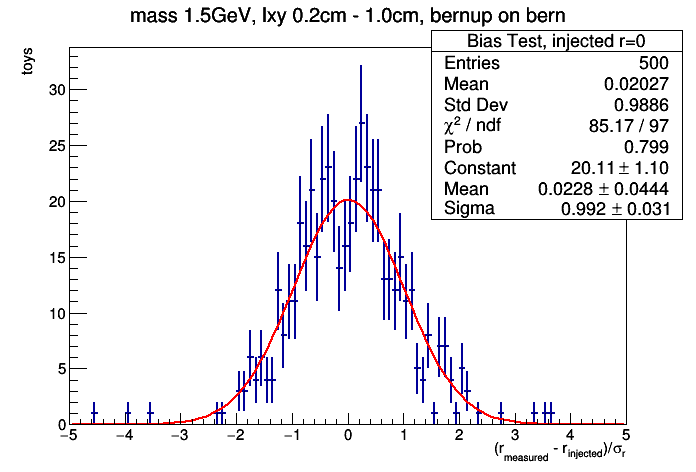 mass 1.5GeV, lxy 0.2cm - 1.0cm, bernup on bern
Bias Test, injected r=0
Entries 500
Mean 0.02027
Std Dev 0.9886
χ² / ndf 85.17 / 97
Prob 0.799
Constant 20.11 ± 1.10
Mean 0.0228 ± 0.0444
Sigma 0.992 ± 0.031
toys
30
25
20
15
10
5
0
−5 −4 −3 −2 −1 0 1 2 3 4 5
(r_measured - r_injected)/σ_r